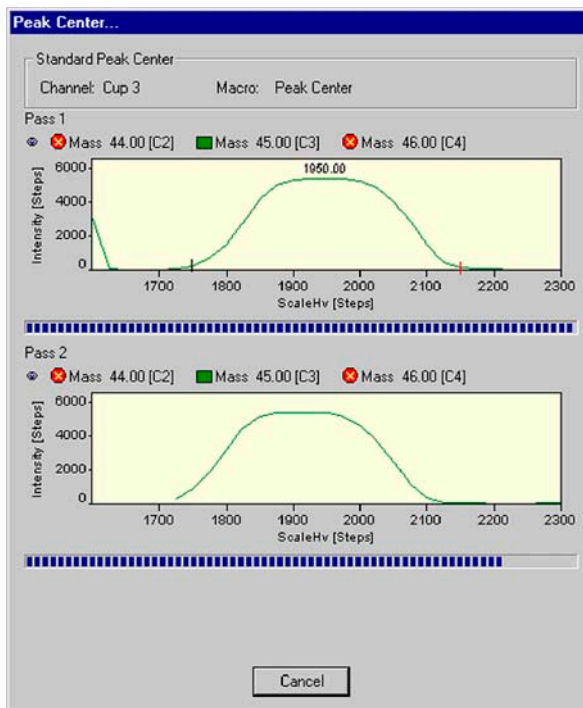 Peak Center...
Standard Peak Center
Channel: Cup 3 Macro: Peak Center
Pass 1
Mass 44.00 [C2] Mass 45.00 [C3] Mass 46.00 [C4]
1950.00
6000
4000
2000
0
Intensity [Steps]
1700 1800 1900 2000 2100 2200 2300
ScaleHv [Steps]
Pass 2
Mass 44.00 [C2] Mass 45.00 [C3] Mass 46.00 [C4]
6000
4000
2000
0
Intensity [Steps]
1700 1800 1900 2000 2100 2200 2300
ScaleHv [Steps]
Cancel